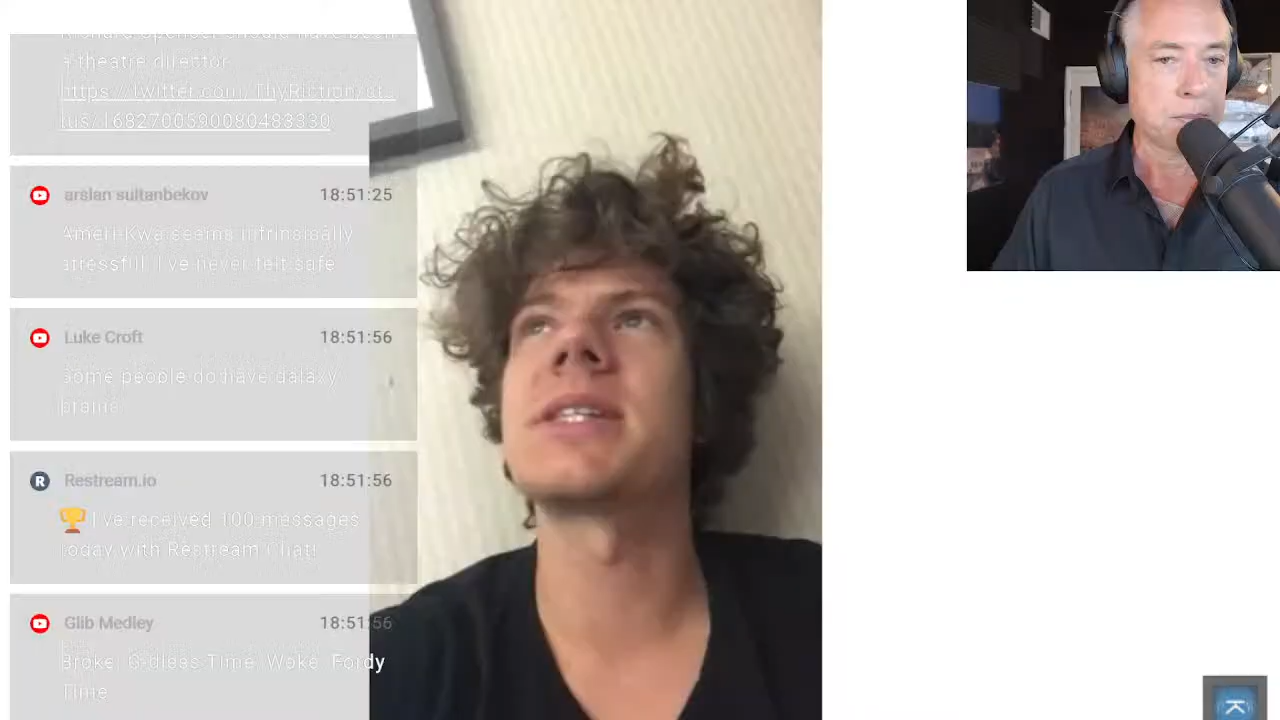 a theatre director
https://twitter.com/ThyRiction/st...
tus/1682700590080483330
arslan sultanbekov 18:51:25
Ameri-Kwa seems intrinsically
stressful. I've never felt safe
Luke Croft 18:51:56
Some people do have galaxy
brains
Restream.io 18:51:56
🏆 I've received 100 messages
today with Restream Chat!
Glib Medley 18:51:56
Broke: Time Woke: Fordy
Time
K